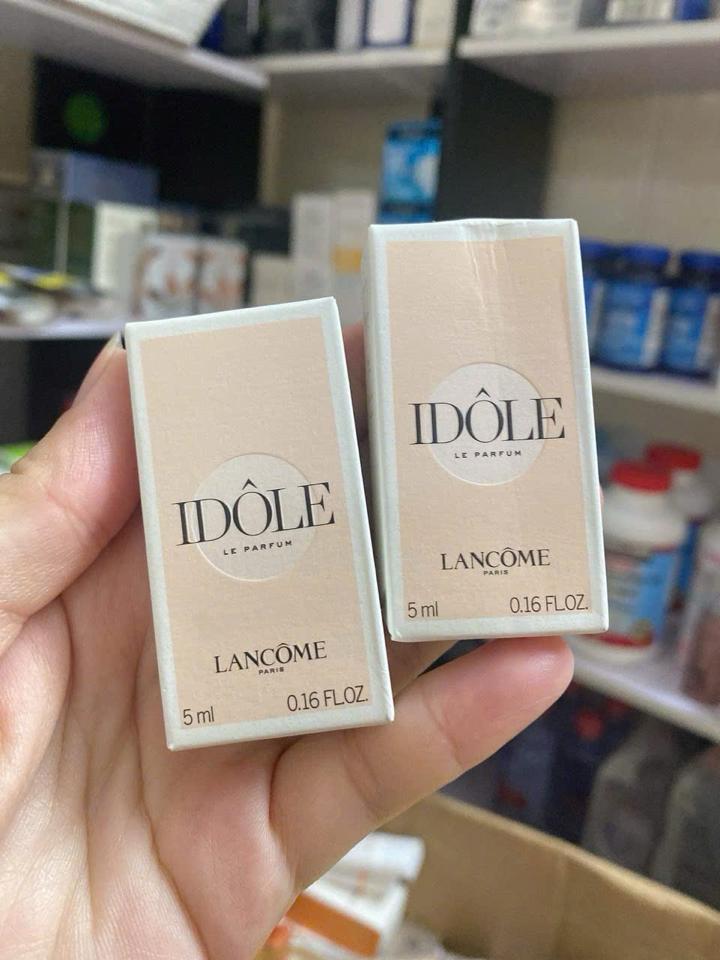 IDÔLE
LE PARFUM
LANCÔME
PARIS
5 ml 0.16 FL.OZ.
IDÔLE
LE PARFUM
LANCÔME
PARIS
5 ml 0.16 FL.OZ.